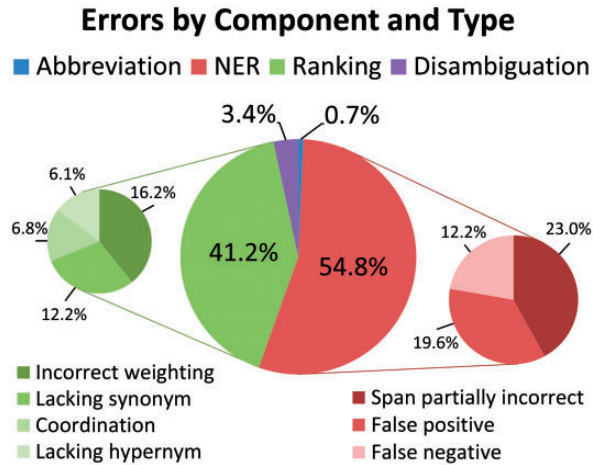 Errors by Component and Type
Abbreviation NER Ranking Disambiguation
3.4% 0.7%
6.1%
16.2%
6.8%
12.2%
41.2%
54.8%
12.2%
23.0%
19.6%
Incorrect weighting
Lacking synonym
Coordination
Lacking hypernym
Span partially incorrect
False positive
False negative